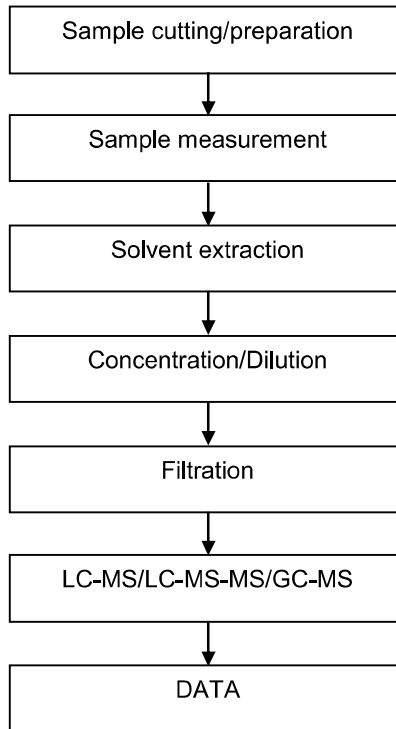 Sample cutting/preparation
Sample measurement
Solvent extraction
Concentration/Dilution
Filtration
LC-MS/LC-MS-MS/GC-MS
DATA